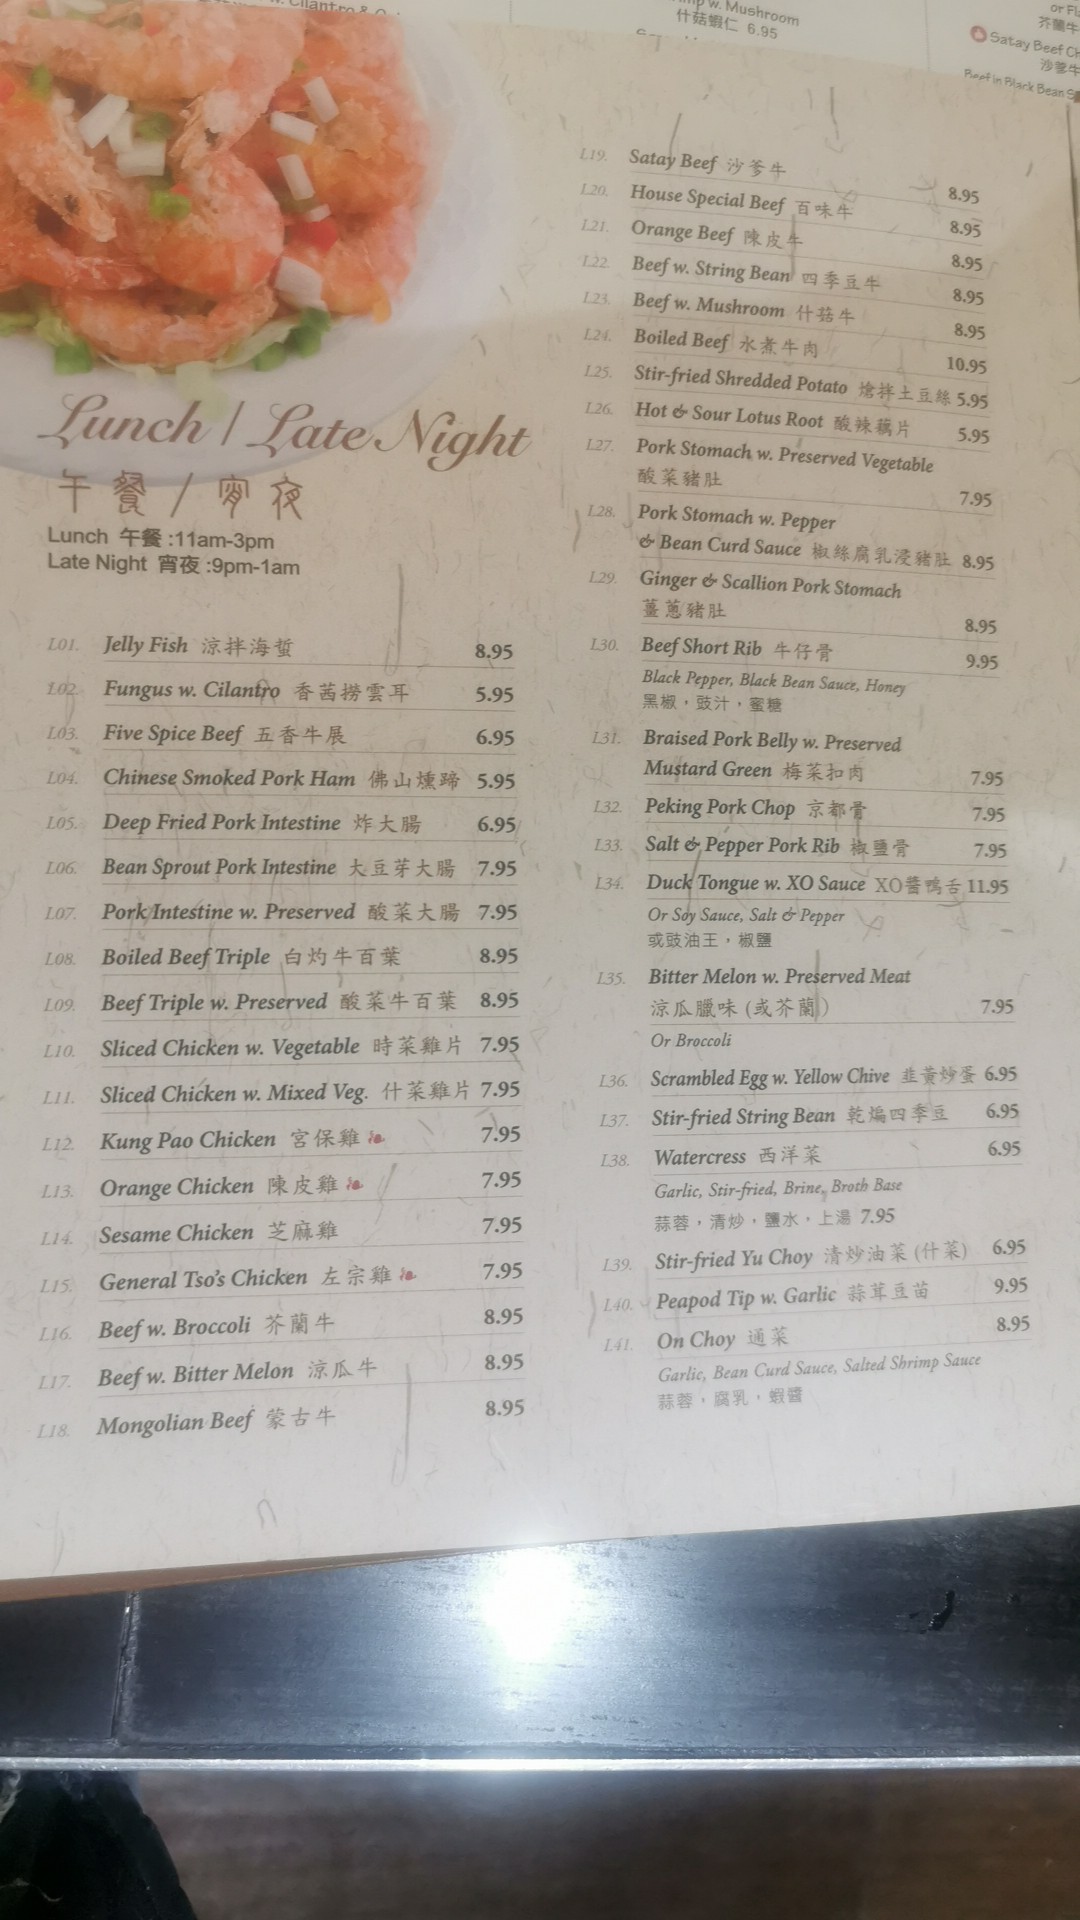 w. Cilantro &
w. Mushroom
什菇蝦仁 6.95
芥蘭牛
Satay Beef
沙爹牛
Beef in Black Bean
Lunch / Late Night
午餐 / 宵夜
Lunch 午餐 :11am-3pm
Late Night 宵夜 :9pm-1am
L01. Jelly Fish 涼拌海蜇 8.95
L02. Fungus w. Cilantro 香茜撈雲耳 5.95
L03. Five Spice Beef 五香牛展 6.95
L04. Chinese Smoked Pork Ham 佛山燻蹄 5.95
L05. Deep Fried Pork Intestine 炸大腸 6.95
L06. Bean Sprout Pork Intestine 大豆芽大腸 7.95
L07. Pork Intestine w. Preserved 酸菜大腸 7.95
L08. Boiled Beef Triple 白灼牛百葉 8.95
L09. Beef Triple w. Preserved 酸菜牛百葉 8.95
L10. Sliced Chicken w. Vegetable 時菜雞片 7.95
L11. Sliced Chicken w. Mixed Veg. 什菜雞片 7.95
L12. Kung Pao Chicken 宮保雞 7.95
L13. Orange Chicken 陳皮雞 7.95
L14. Sesame Chicken 芝麻雞 7.95
L15. General Tso's Chicken 左宗雞 7.95
L16. Beef w. Broccoli 芥蘭牛 8.95
L17. Beef w. Bitter Melon 涼瓜牛 8.95
L18. Mongolian Beef 蒙古牛 8.95
L19. Satay Beef 沙爹牛 8.95
L20. House Special Beef 百味牛 8.95
L21. Orange Beef 陳皮牛 8.95
L22. Beef w. String Bean 四季豆牛 8.95
L23. Beef w. Mushroom 什菇牛 8.95
L24. Boiled Beef 水煮牛肉 10.95
L25. Stir-fried Shredded Potato 熗拌土豆絲 5.95
L26. Hot & Sour Lotus Root 酸辣藕片 5.95
L27. Pork Stomach w. Preserved Vegetable
酸菜豬肚 7.95
L28. Pork Stomach w. Pepper
& Bean Curd Sauce 椒絲腐乳浸豬肚 8.95
L29. Ginger & Scallion Pork Stomach
薑蔥豬肚 8.95
L30. Beef Short Rib 牛仔骨 9.95
Black Pepper, Black Bean Sauce, Honey
黑椒，豉汁，蜜糖
L31. Braised Pork Belly w. Preserved
Mustard Green 梅菜扣肉 7.95
L32. Peking Pork Chop 京都骨 7.95
L33. Salt & Pepper Pork Rib 椒鹽骨 7.95
L34. Duck Tongue w. XO Sauce XO醬鴨舌 11.95
Or Soy Sauce, Salt & Pepper
或豉油王，椒鹽
L35. Bitter Melon w. Preserved Meat
涼瓜臘味 (或芥蘭) 7.95
Or Broccoli
L36. Scrambled Egg w. Yellow Chive 韭黃炒蛋 6.95
L37. Stir-fried String Bean 乾煸四季豆 6.95
L38. Watercress 西洋菜 6.95
Garlic, Stir-fried, Brine, Broth Base
蒜蓉，清炒，鹽水，上湯 7.95
L39. Stir-fried Yu Choy 清炒油菜 (什菜) 6.95
L40. Peapod Tip w. Garlic 蒜茸豆苗 9.95
L41. On Choy 通菜 8.95
Garlic, Bean Curd Sauce, Salted Shrimp Sauce
蒜蓉，腐乳，蝦醬